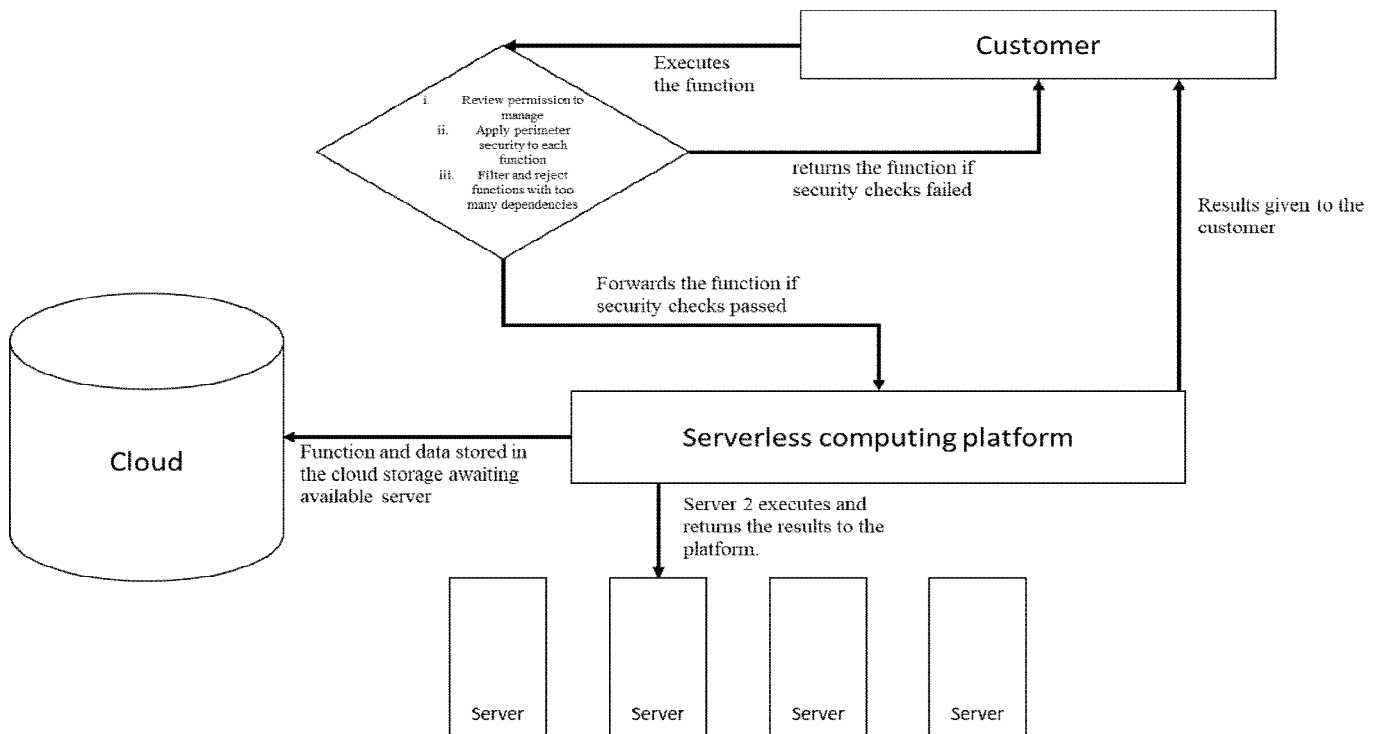 Customer
Executes
the function
i. Review permission to
manage
ii. Apply perimeter
security to each
function
iii. Filter and reject
functions with too
many dependencies
returns the function if
security checks failed
Results given to the
customer
Forwards the function if
security checks passed
Serverless computing platform
Cloud
Function and data stored in
the cloud storage awaiting
available server
Server 2 executes and
returns the results to the
platform.
Server
Server
Server
Server